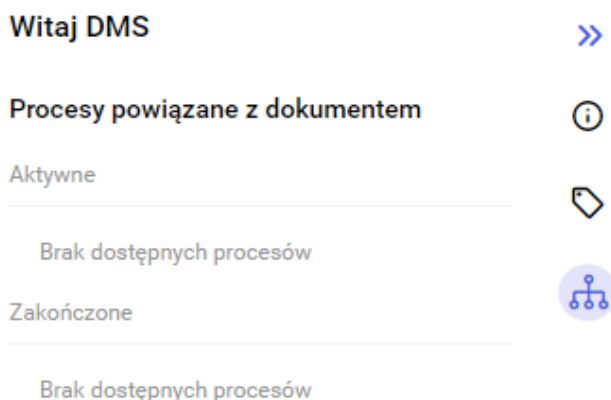 Witaj DMS
Procesy powiązane z dokumentem
Aktywne
Brak dostępnych procesów
Zakończone
Brak dostępnych procesów